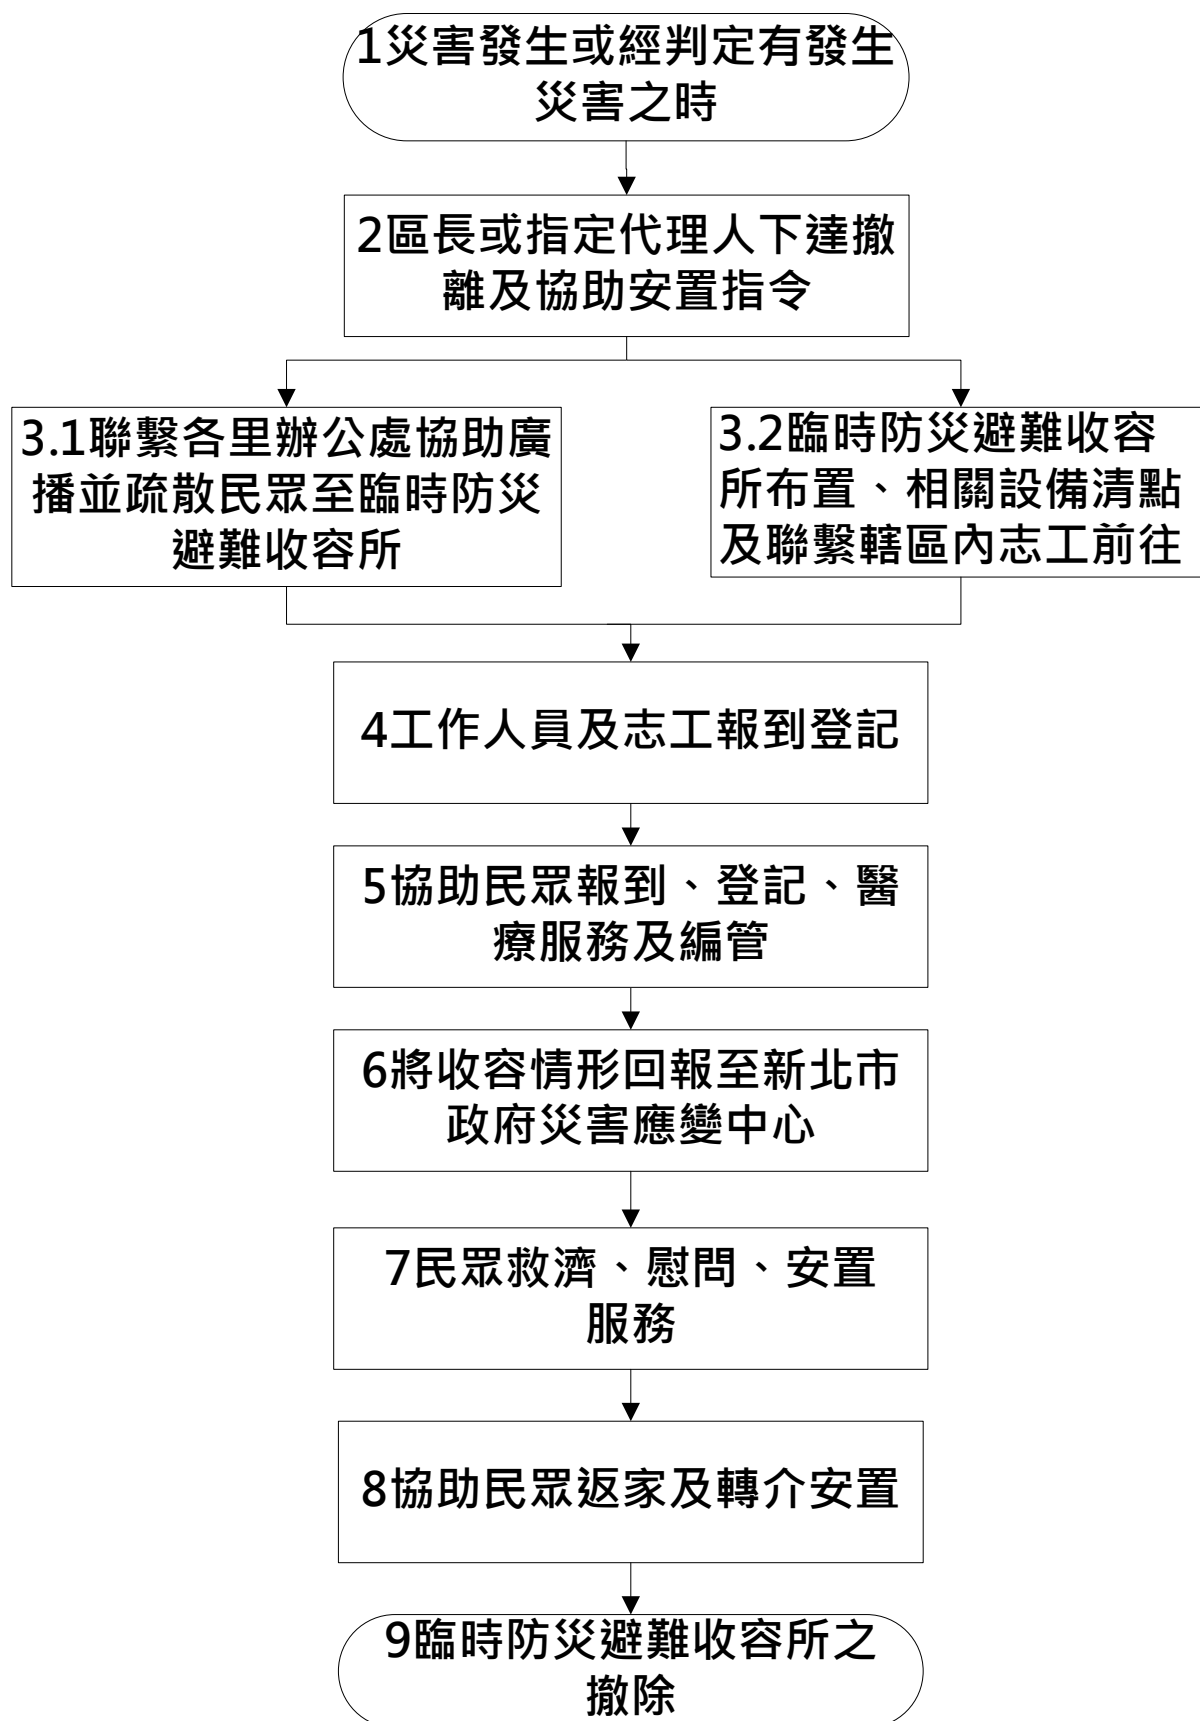 1災害發生或經判定有發生
災害之時
2區長或指定代理人下達撤
離及協助安置指令
3.1聯繫各里辦公處協助廣
播並疏散民眾至臨時防災
避難收容所
3.2臨時防災避難收容
所布置、相關設備清點
及聯繫轄區內志工前往
4工作人員及志工報到登記
5協助民眾報到、登記、醫
療服務及編管
6將收容情形回報至新北市
政府災害應變中心
7民眾救濟、慰問、安置
服務
8協助民眾返家及轉介安置
9臨時防災避難收容所之
撤除